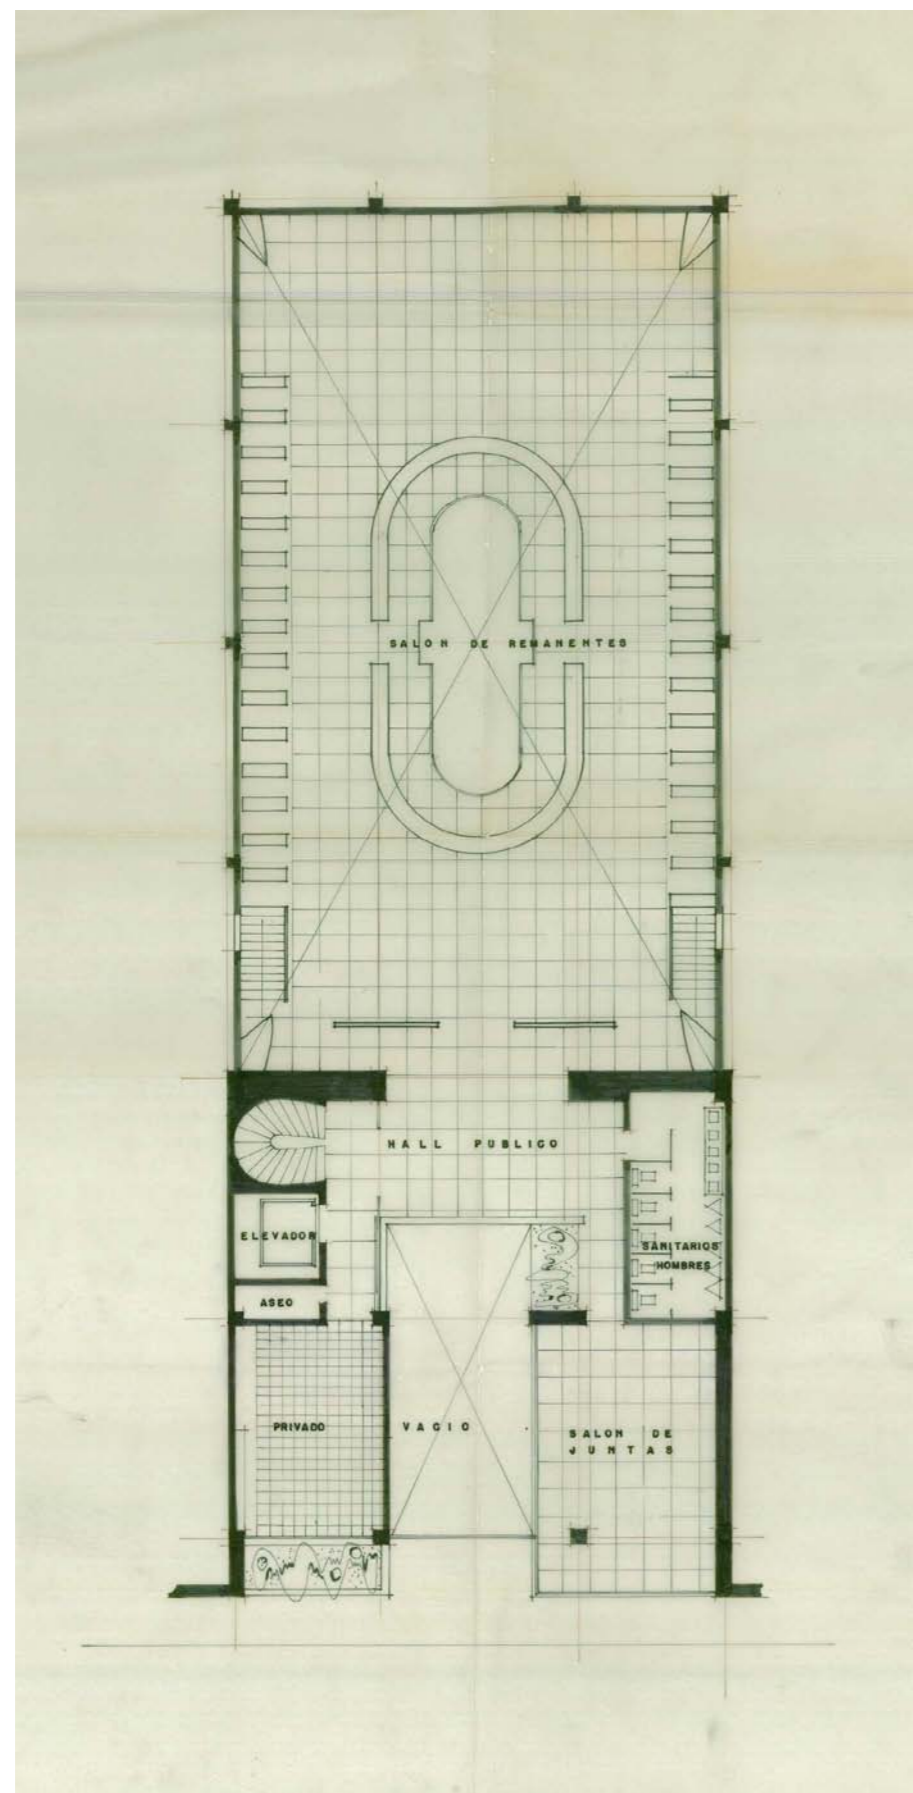 SALON DE REMANENTES
HALL PUBLICO
ELEVADOR
SANITARIOS
HOMBRES
ASEO
PRIVADO
VACIO
SALON DE
JUNTAS